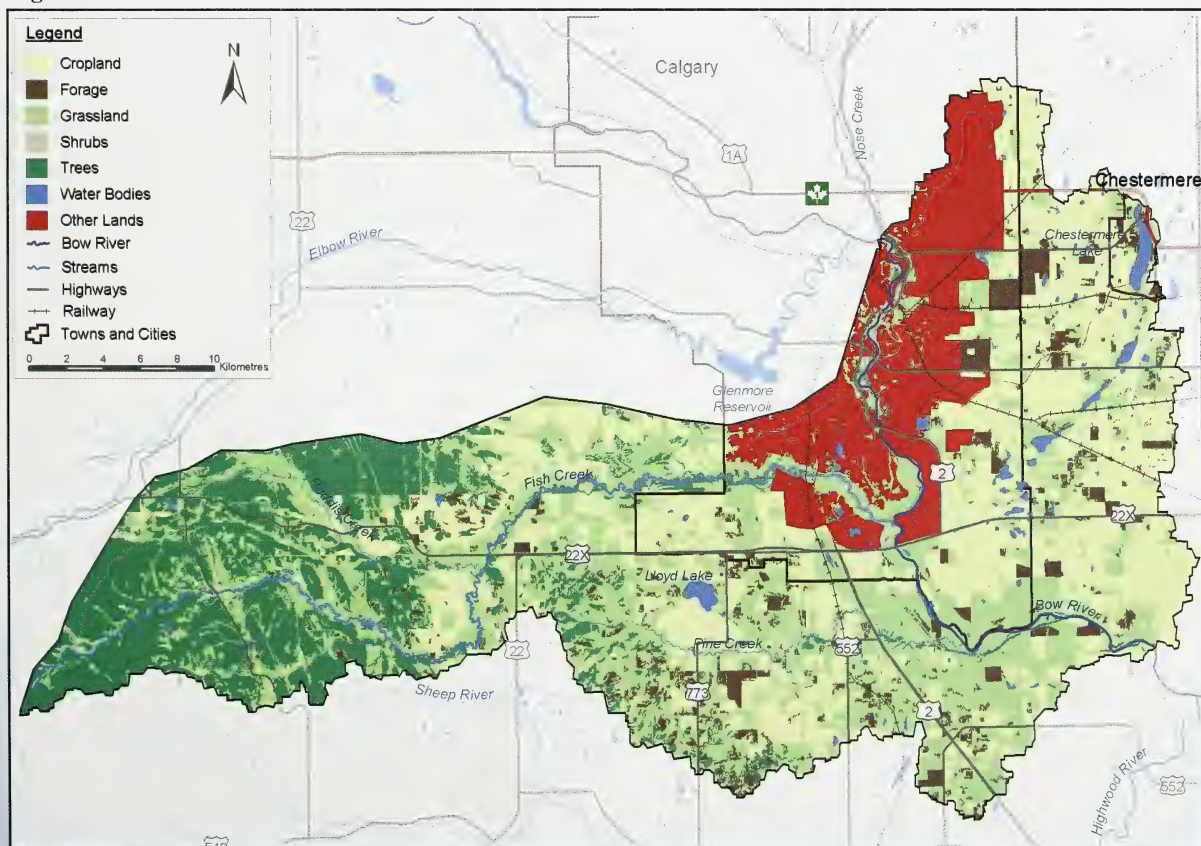 Legend
Cropland
Forage
Grassland
Shrubs
Trees
Water Bodies
Other Lands
Bow River
Streams
Highways
Railway
Towns and Cities
0 2 4 6 8 10
Kilometres
N
Calgary
Nose Creek
1A
1
22
Elbow River
Chestermere
Chestermere
Lake
Glenmore
Reservoir
Fish Creek
2
22X
22X
Lloyd Lake
Bow River
Pine Creek
552
22
Sheep River
773
2
Highwood River
552